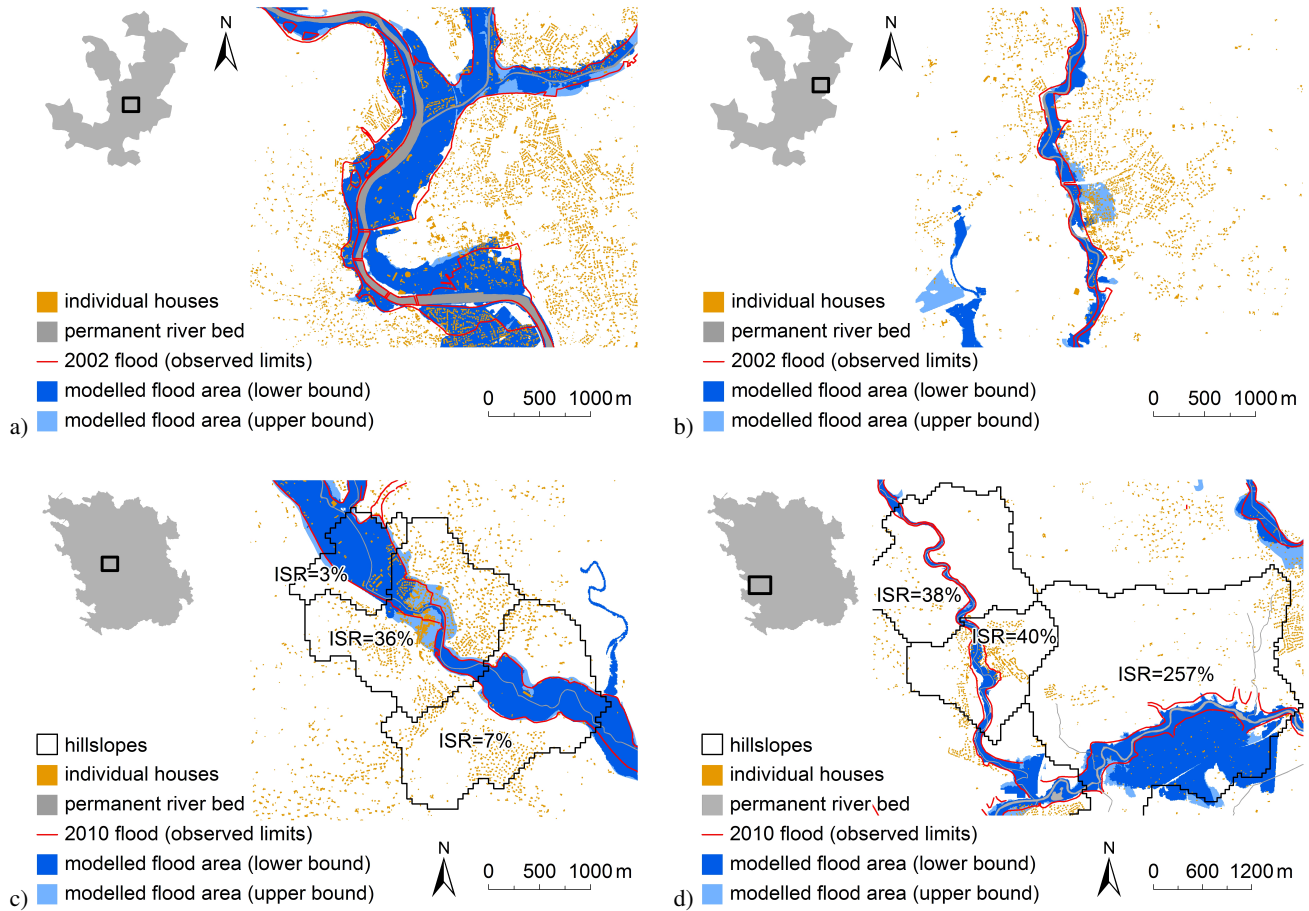 N
individual houses
permanent river bed
2002 flood (observed limits)
modelled flood area (lower bound)
modelled flood area (upper bound)
0 500 1000 m
a)
N
individual houses
permanent river bed
2002 flood (observed limits)
modelled flood area (lower bound)
modelled flood area (upper bound)
0 500 1000 m
b)
ISR=3%
ISR=36%
ISR=7%
hillslopes
individual houses
permanent river bed
2010 flood (observed limits)
modelled flood area (lower bound)
modelled flood area (upper bound)
N
0 500 1000 m
c)
ISR=38%
ISR=40%
ISR=257%
hillslopes
individual houses
permanent river bed
2010 flood (observed limits)
modelled flood area (lower bound)
modelled flood area (upper bound)
N
0 600 1200 m
d)